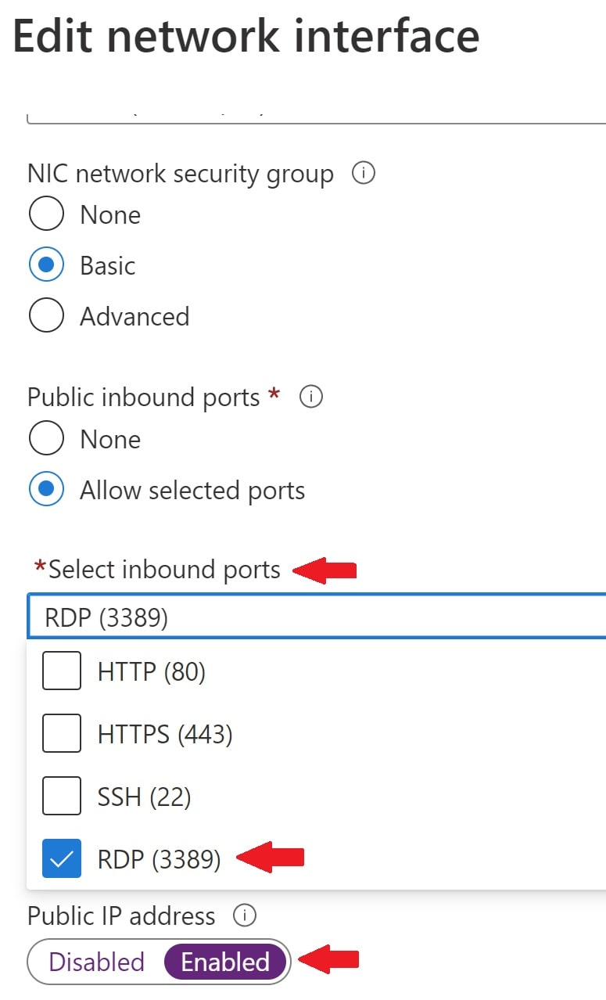 Edit network interface
NIC network security group
None
Basic
Advanced
Public inbound ports *
None
Allow selected ports
*Select inbound ports
RDP (3389)
HTTP (80)
HTTPS (443)
SSH (22)
RDP (3389)
Public IP address
Disabled Enabled